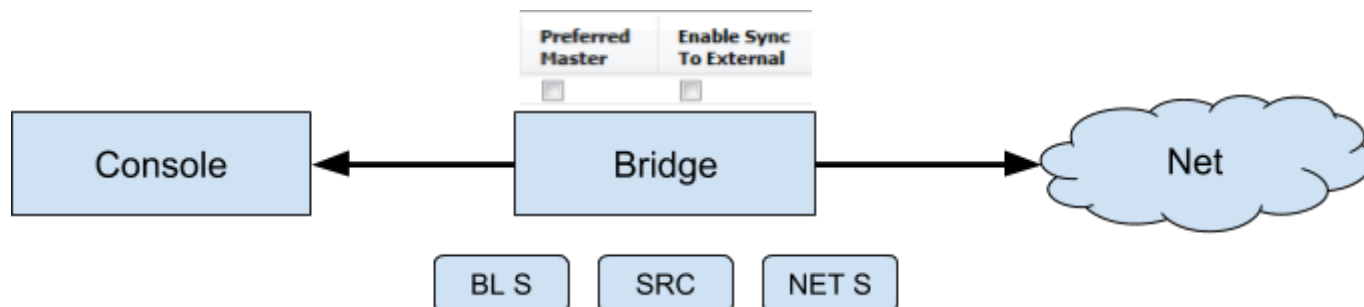 Preferred Master
Enable Sync To External
Console
Bridge
Net
BL S
SRC
NET S